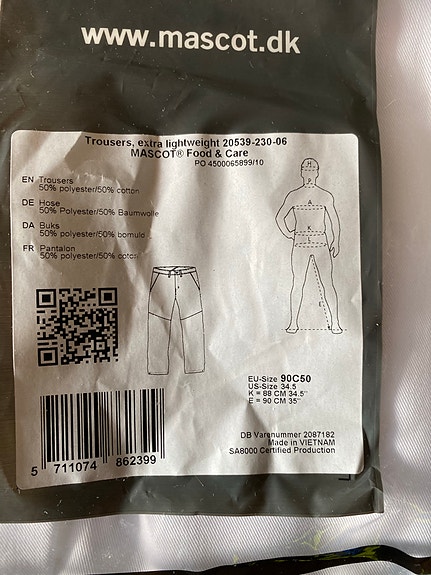 www.mascot.dk
Trousers, extra lightweight 20539-230-06
MASCOT® Food & Care
PO 4500065899/10
EN Trousers
50% polyester/50% cotton
DE Hose
50% Polyester/50% Baumwolle
DA Buks
50% polyester/50% bomuld
FR Pantalon
50% polyester/50% coton
H
P
A
K
E
EU-Size 90C50
US-Size 34.5
K = 88 CM 34.5"
E = 90 CM 35"
DB Varenummer 2087182
Made in VIETNAM
SA8000 Certified Production
5 711074 862399